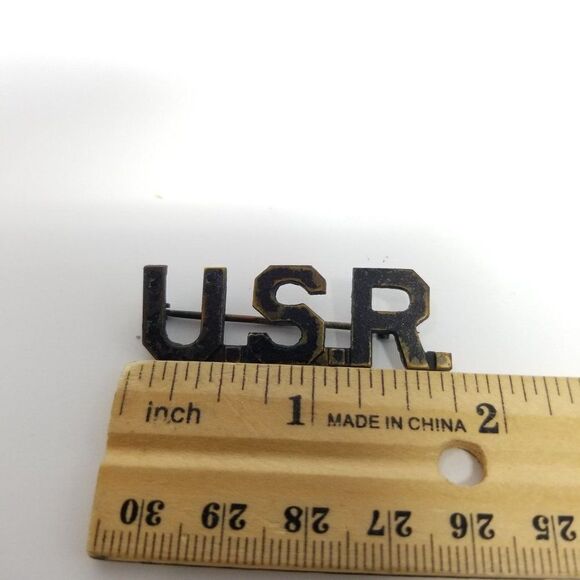 U.S.R.
inch 1 MADE IN CHINA 2
30 29 28 27 26 25